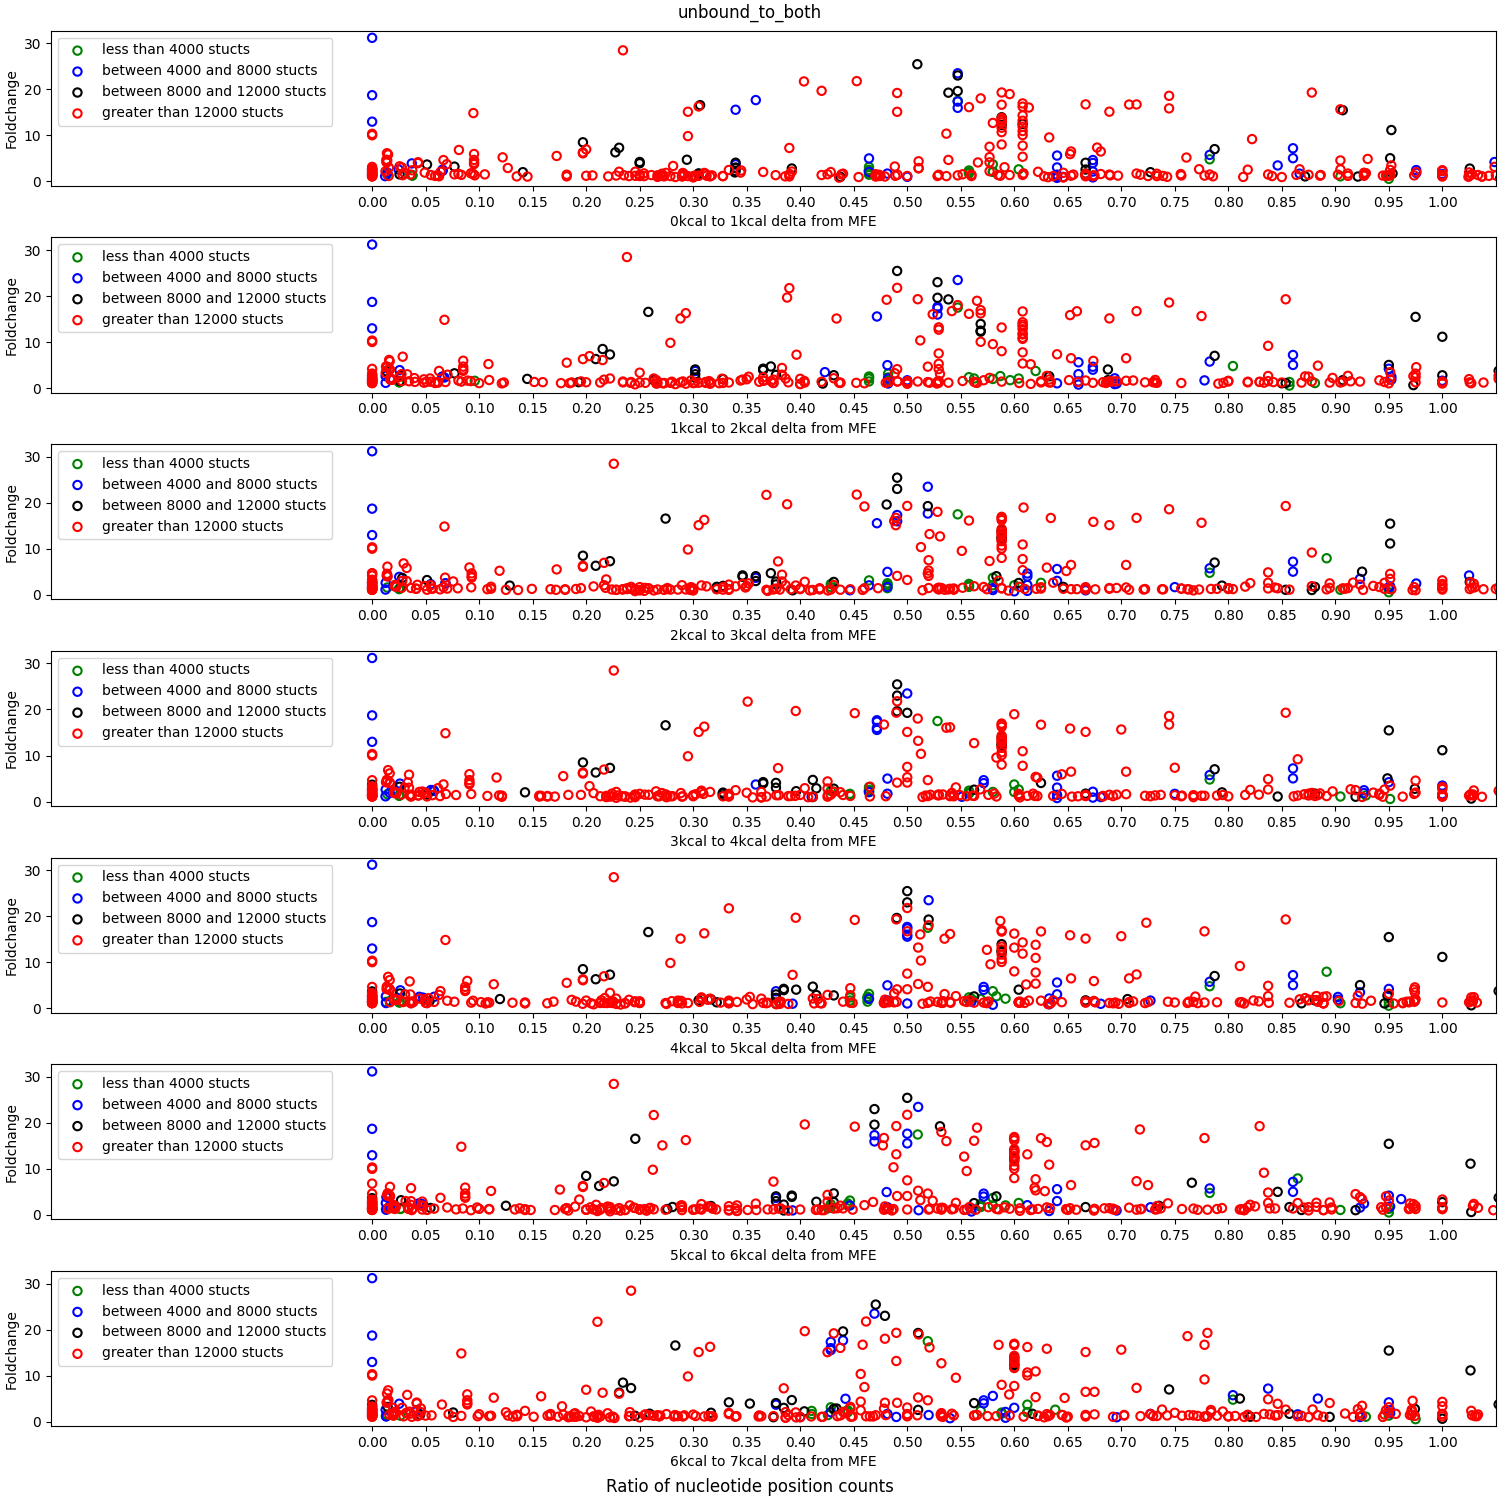 unbound_to_both
30
20
10
0
Foldchange
less than 4000 stucts
between 4000 and 8000 stucts
between 8000 and 12000 stucts
greater than 12000 stucts
0.00 0.05 0.10 0.15 0.20 0.25 0.30 0.35 0.40 0.45 0.50 0.55 0.60 0.65 0.70 0.75 0.80 0.85 0.90 0.95 1.00
0kcal to 1kcal delta from MFE
30
20
10
0
Foldchange
less than 4000 stucts
between 4000 and 8000 stucts
between 8000 and 12000 stucts
greater than 12000 stucts
0.00 0.05 0.10 0.15 0.20 0.25 0.30 0.35 0.40 0.45 0.50 0.55 0.60 0.65 0.70 0.75 0.80 0.85 0.90 0.95 1.00
1kcal to 2kcal delta from MFE
30
20
10
0
Foldchange
less than 4000 stucts
between 4000 and 8000 stucts
between 8000 and 12000 stucts
greater than 12000 stucts
0.00 0.05 0.10 0.15 0.20 0.25 0.30 0.35 0.40 0.45 0.50 0.55 0.60 0.65 0.70 0.75 0.80 0.85 0.90 0.95 1.00
2kcal to 3kcal delta from MFE
30
20
10
0
Foldchange
less than 4000 stucts
between 4000 and 8000 stucts
between 8000 and 12000 stucts
greater than 12000 stucts
0.00 0.05 0.10 0.15 0.20 0.25 0.30 0.35 0.40 0.45 0.50 0.55 0.60 0.65 0.70 0.75 0.80 0.85 0.90 0.95 1.00
3kcal to 4kcal delta from MFE
30
20
10
0
Foldchange
less than 4000 stucts
between 4000 and 8000 stucts
between 8000 and 12000 stucts
greater than 12000 stucts
0.00 0.05 0.10 0.15 0.20 0.25 0.30 0.35 0.40 0.45 0.50 0.55 0.60 0.65 0.70 0.75 0.80 0.85 0.90 0.95 1.00
4kcal to 5kcal delta from MFE
30
20
10
0
Foldchange
less than 4000 stucts
between 4000 and 8000 stucts
between 8000 and 12000 stucts
greater than 12000 stucts
0.00 0.05 0.10 0.15 0.20 0.25 0.30 0.35 0.40 0.45 0.50 0.55 0.60 0.65 0.70 0.75 0.80 0.85 0.90 0.95 1.00
5kcal to 6kcal delta from MFE
30
20
10
0
Foldchange
less than 4000 stucts
between 4000 and 8000 stucts
between 8000 and 12000 stucts
greater than 12000 stucts
0.00 0.05 0.10 0.15 0.20 0.25 0.30 0.35 0.40 0.45 0.50 0.55 0.60 0.65 0.70 0.75 0.80 0.85 0.90 0.95 1.00
6kcal to 7kcal delta from MFE
Ratio of nucleotide position counts